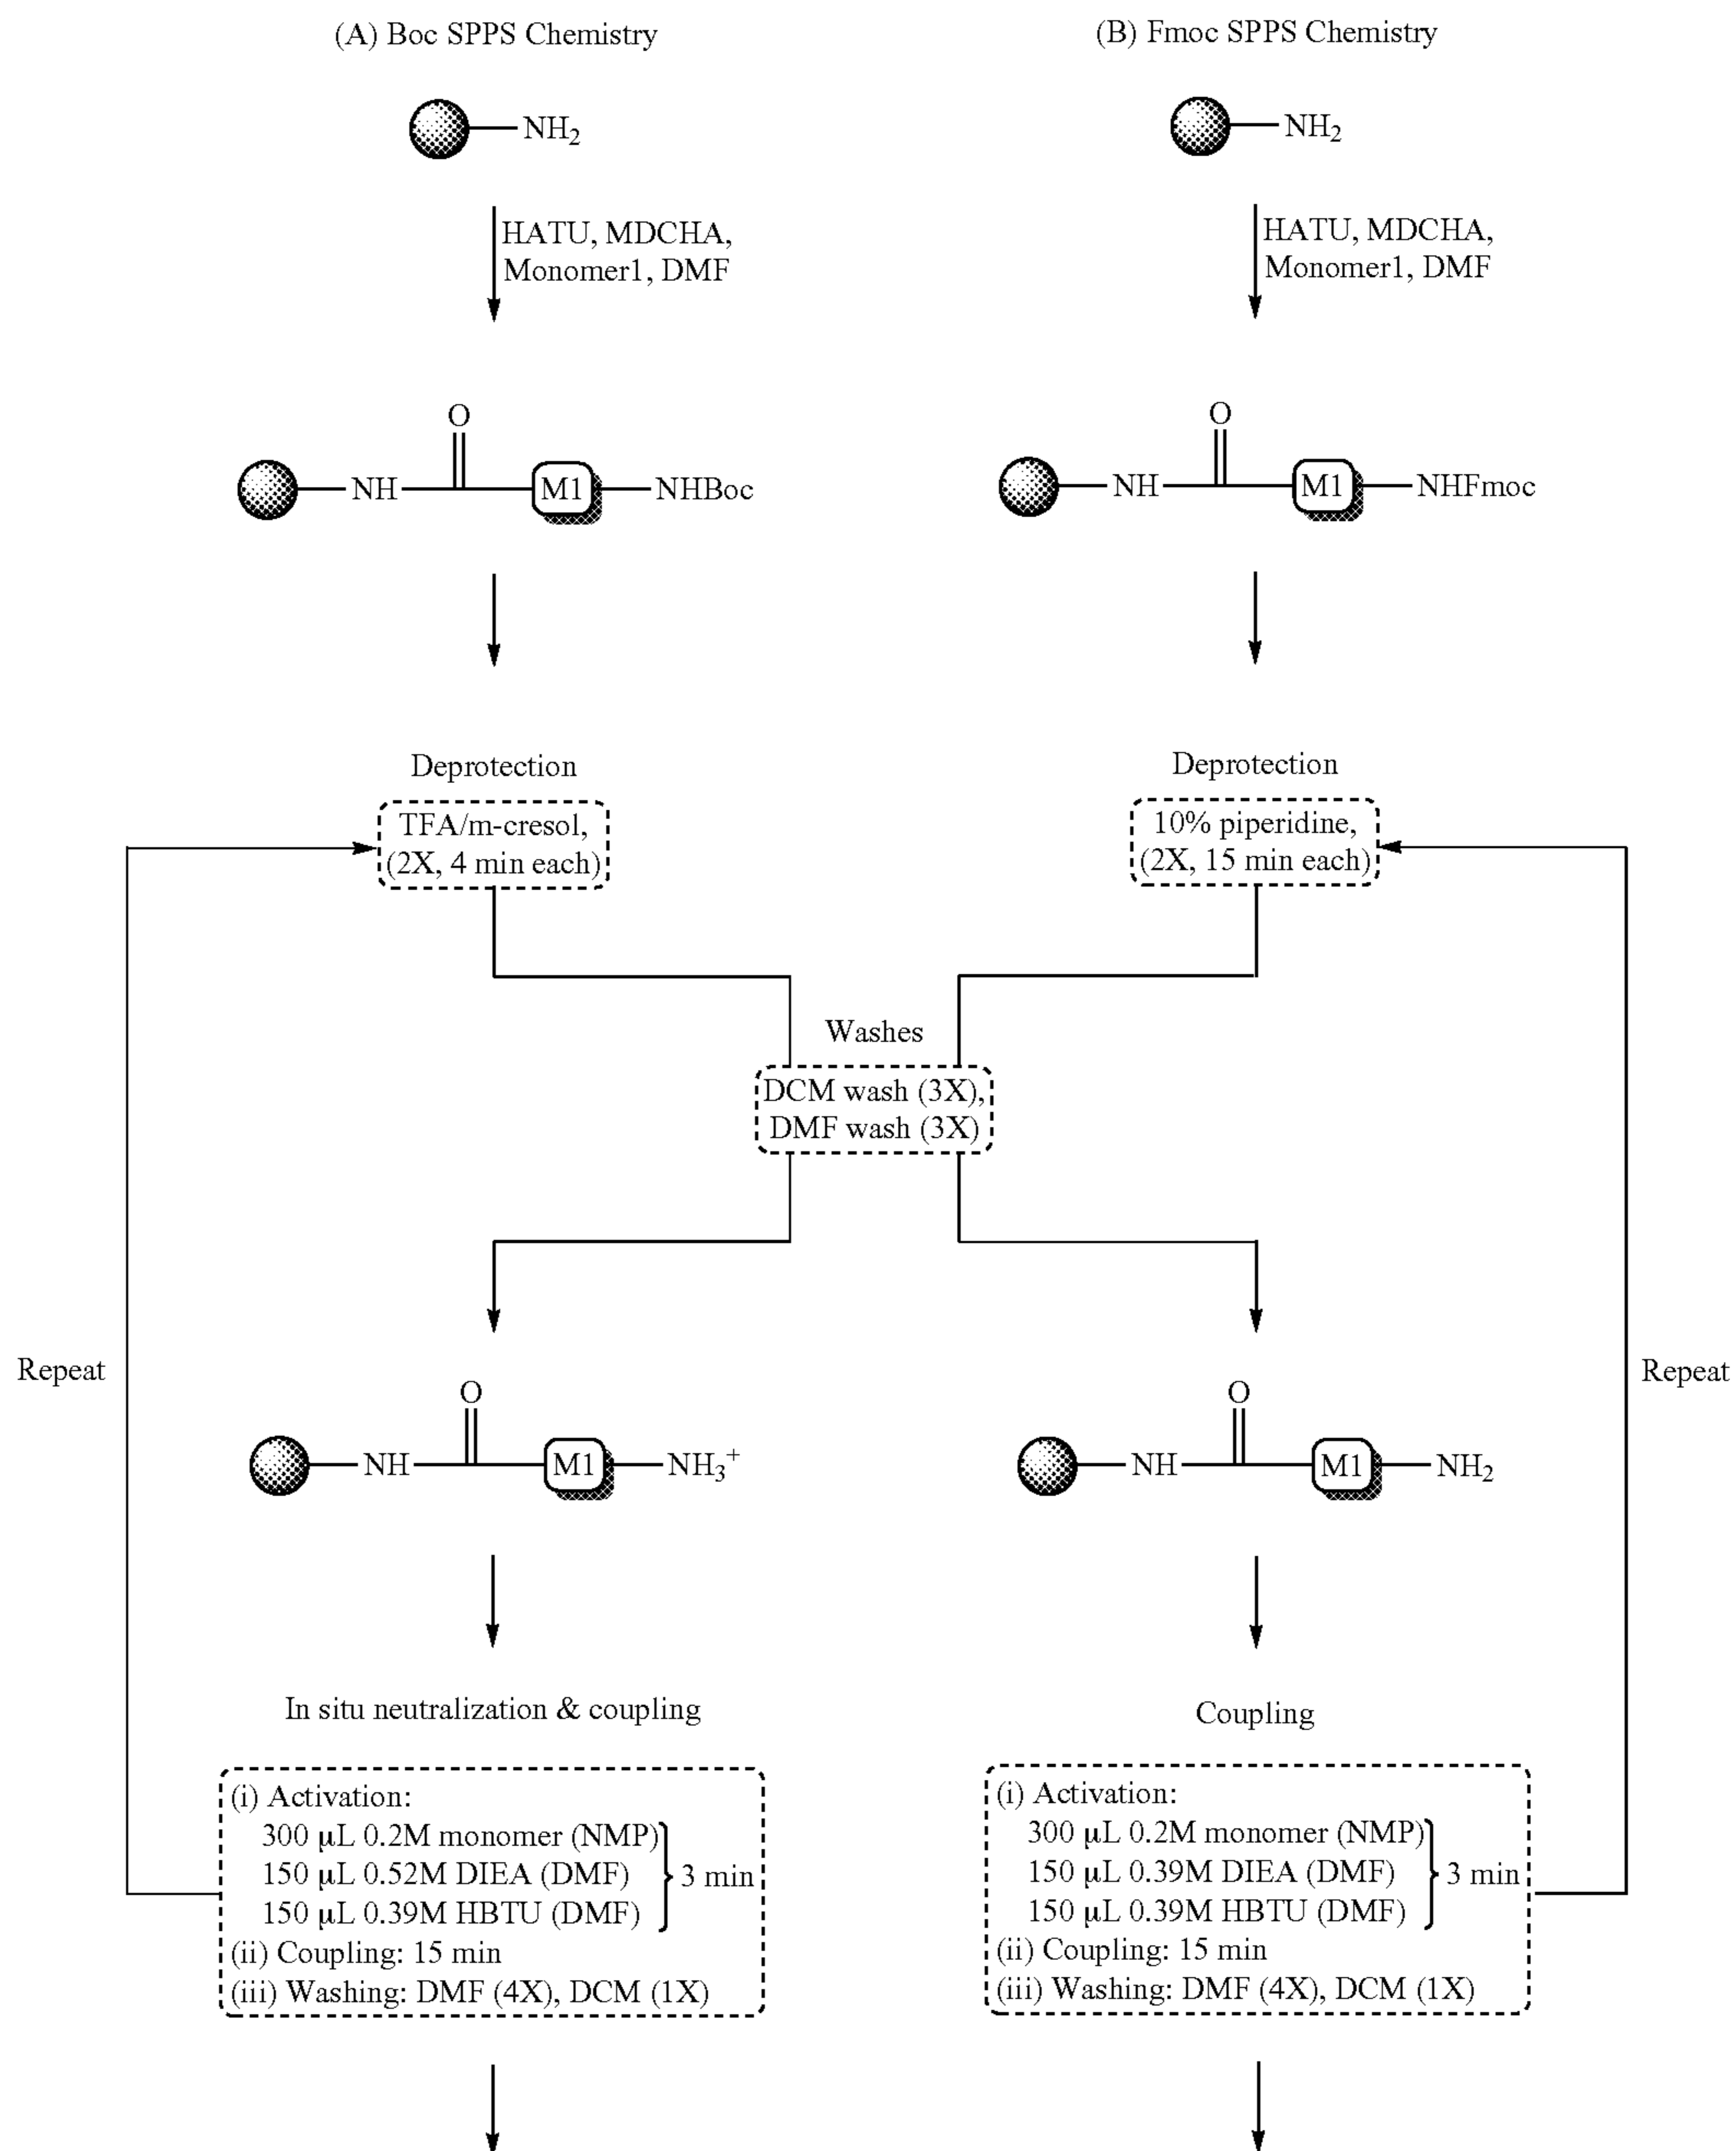 (A) Boc SPPS Chemistry
(B) Fmoc SPPS Chemistry
NH2
NH2
HATU, MDCHA,
Monomer1, DMF
HATU, MDCHA,
Monomer1, DMF
O
NH
M1
NHBoc
O
NH
M1
NHFmoc
Deprotection
TFA/m-cresol,
(2X, 4 min each)
Deprotection
10% piperidine,
(2X, 15 min each)
Washes
DCM wash (3X),
DMF wash (3X)
Repeat
Repeat
O
NH
M1
NH3+
O
NH
M1
NH2
In situ neutralization & coupling
(i) Activation:
300 μL 0.2M monomer (NMP)
150 μL 0.52M DIEA (DMF)
150 μL 0.39M HBTU (DMF)
3 min
(ii) Coupling: 15 min
(iii) Washing: DMF (4X), DCM (1X)
Coupling
(i) Activation:
300 μL 0.2M monomer (NMP)
150 μL 0.39M DIEA (DMF)
150 μL 0.39M HBTU (DMF)
3 min
(ii) Coupling: 15 min
(iii) Washing: DMF (4X), DCM (1X)